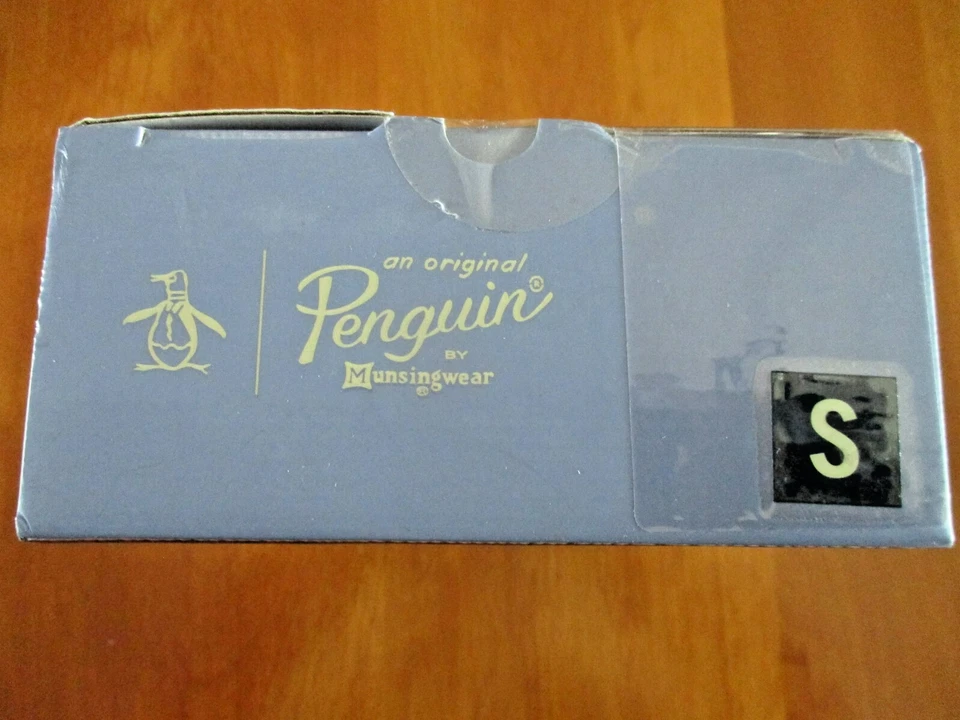 an original
Penguin®
BY
Munsingwear
®
S